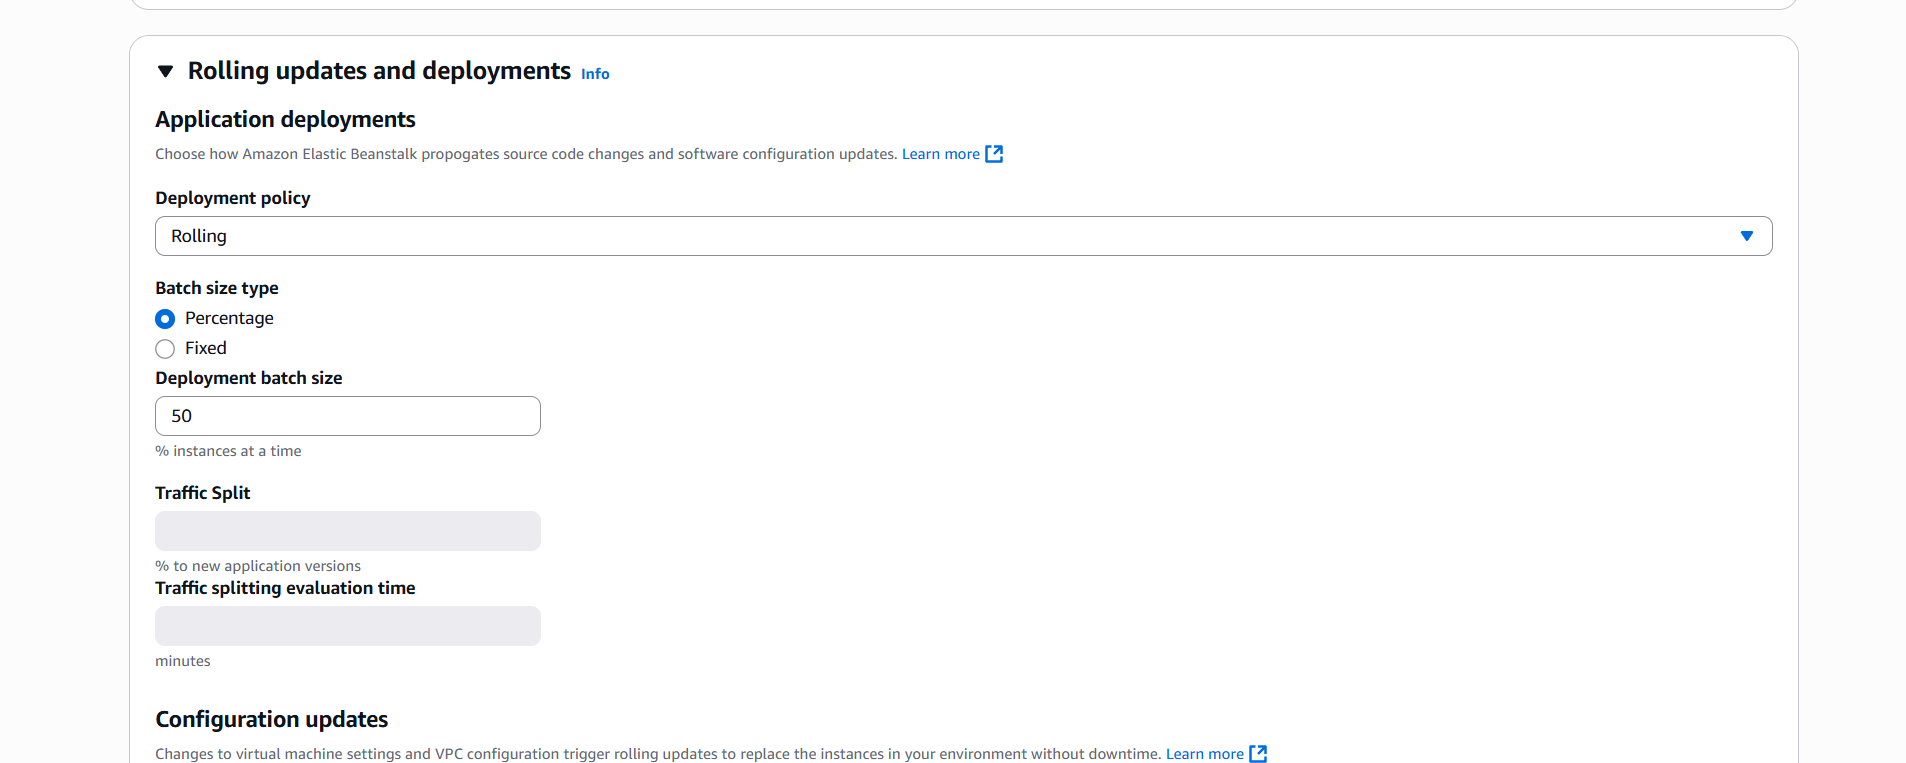 Rolling updates and deployments Info
Application deployments
Choose how Amazon Elastic Beanstalk propogates source code changes and software configuration updates. Learn more
Deployment policy
Rolling
Batch size type
Percentage
Fixed
Deployment batch size
50
% instances at a time
Traffic Split
% to new application versions
Traffic splitting evaluation time
minutes
Configuration updates
Changes to virtual machine settings and VPC configuration trigger rolling updates to replace the instances in your environment without downtime. Learn more